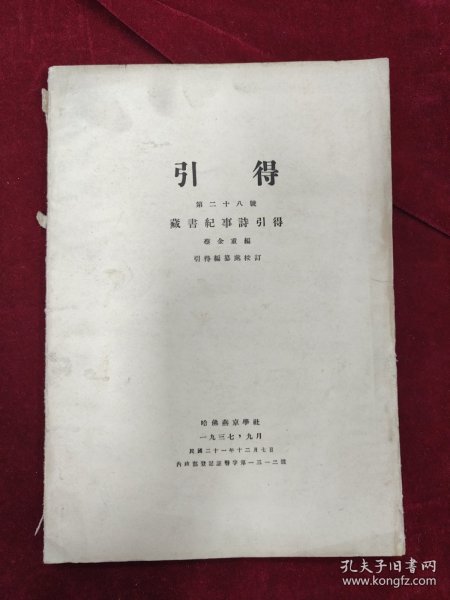 引得
第二十八號
藏書紀事詩引得
蔡金重編
引得編纂處校訂
哈佛燕京學社
一九三七，九月
民國二十一年十二月七日
內政部登記證警字第一三一二號
孔夫子旧书网
www.kongfz.com